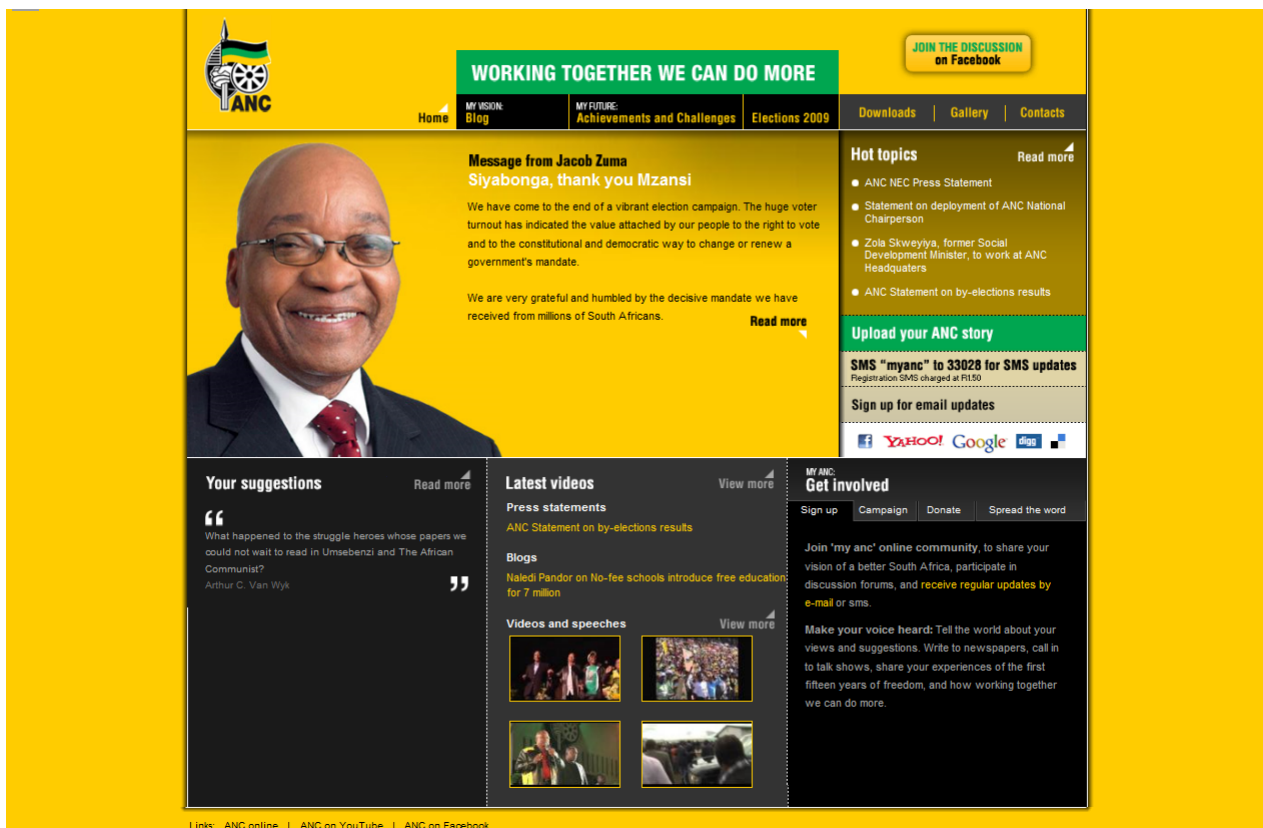 ANC
JOIN THE DISCUSSION
on Facebook
WORKING TOGETHER WE CAN DO MORE
Home
MY VISION:
Blog
MY FUTURE:
Achievements and Challenges
Elections 2009
Downloads
Gallery
Contacts
Message from Jacob Zuma
Siyabonga, thank you Mzansi
We have come to the end of a vibrant election campaign. The huge voter
turnout has indicated the value attached by our people to the right to vote
and to the constitutional and democratic way to change or renew a
government's mandate.
We are very grateful and humbled by the decisive mandate we have
received from millions of South Africans.
Read more
Hot topics
Read more
ANC NEC Press Statement
Statement on deployment of ANC National
Chairperson
Zola Skweyiya, former Social
Development Minister, to work at ANC
Headquaters
ANC Statement on by-elections results
Upload your ANC story
SMS "myanc" to 33028 for SMS updates
Registration SMS charged at R1.50
Sign up for email updates
YAHOO! Google digg
Your suggestions
Read more
What happened to the struggle heroes whose papers we
could not wait to read in Umsebenzi and The African
Communist?
Arthur C. Van Wyk
Latest videos
View more
Press statements
ANC Statement on by-elections results
Blogs
Naledi Pandor on No-fee schools introduce free education
for 7 million
Videos and speeches
View more
MY ANC:
Get involved
Sign up
Campaign
Donate
Spread the word
Join 'my anc' online community, to share your
vision of a better South Africa, participate in
discussion forums, and receive regular updates by
e-mail or sms.
Make your voice heard: Tell the world about your
views and suggestions. Write to newspapers, call in
to talk shows, share your experiences of the first
fifteen years of freedom, and how working together
we can do more.
Links: ANC online | ANC on YouTube | ANC on Facebook